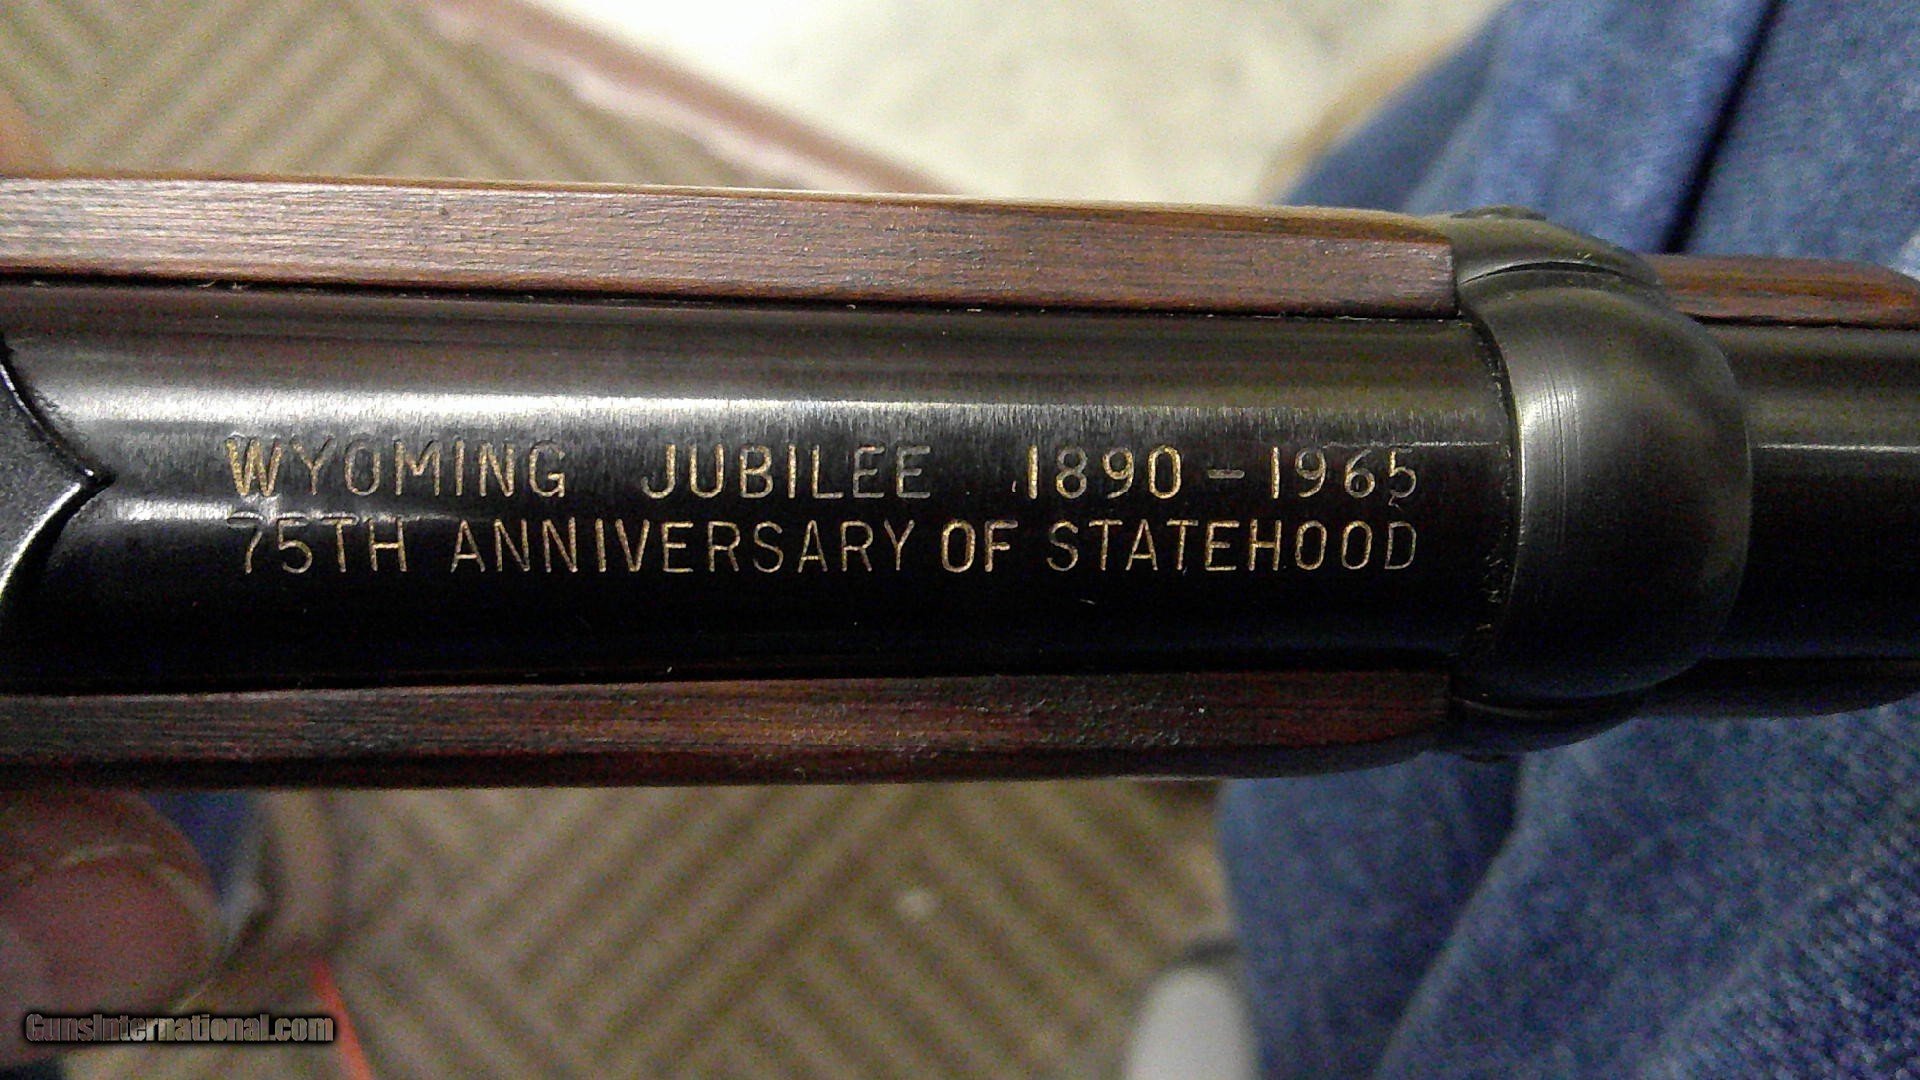 WYOMING JUBILEE 1890-1965
75TH ANNIVERSARY OF STATEHOOD
GunsInternational.com